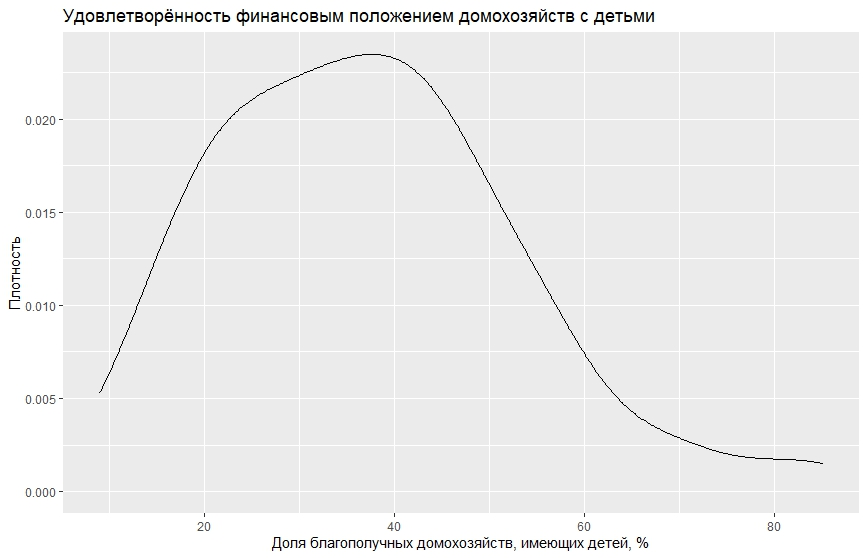 Удовлетворённость финансовым положением домохозяйств с детьми
0.020
0.015
0.010
0.005
0.000
Плотность
20 40 60 80
Доля благополучных домохозяйств, имеющих детей, %